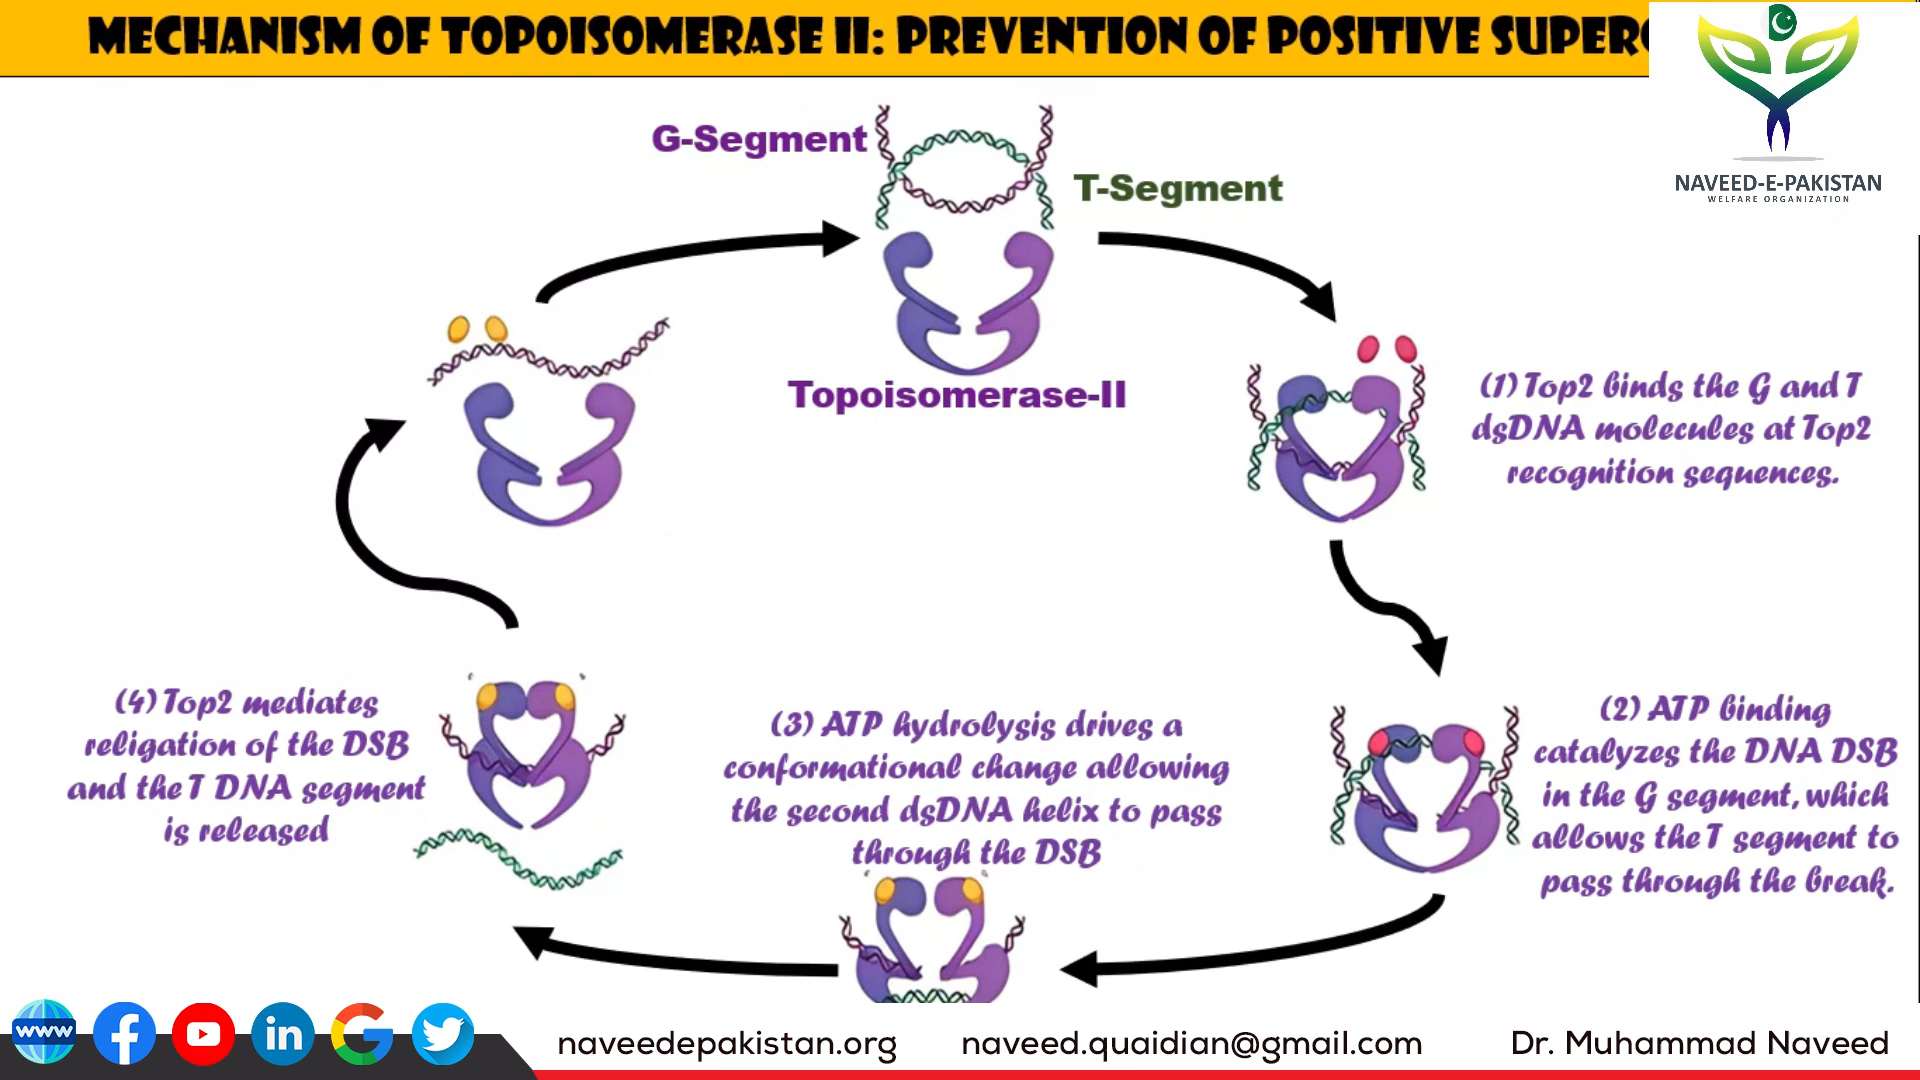 MECHANISM OF TOPOISOMERASE II: PREVENTION OF POSITIVE
NAVEED-E-PAKISTAN
WELFARE ORGANIZATION
G-Segment
T-Segment
Topoisomerase-II
(1) Top2 binds the G and T
dsDNA molecules at Top2
recognition sequences.
(2) ATP binding
catalyzes the DNA DSB
in the G segment, which
allows the T segment to
pass through the break.
(3) ATP hydrolysis drives a
conformational change allowing
the second dsDNA helix to pass
through the DSB
(4) Top2 mediates
religation of the DSB
and the T DNA segment
is released
www
naveedepakistan.org
naveed.quaidian@gmail.com
Dr. Muhammad Naveed